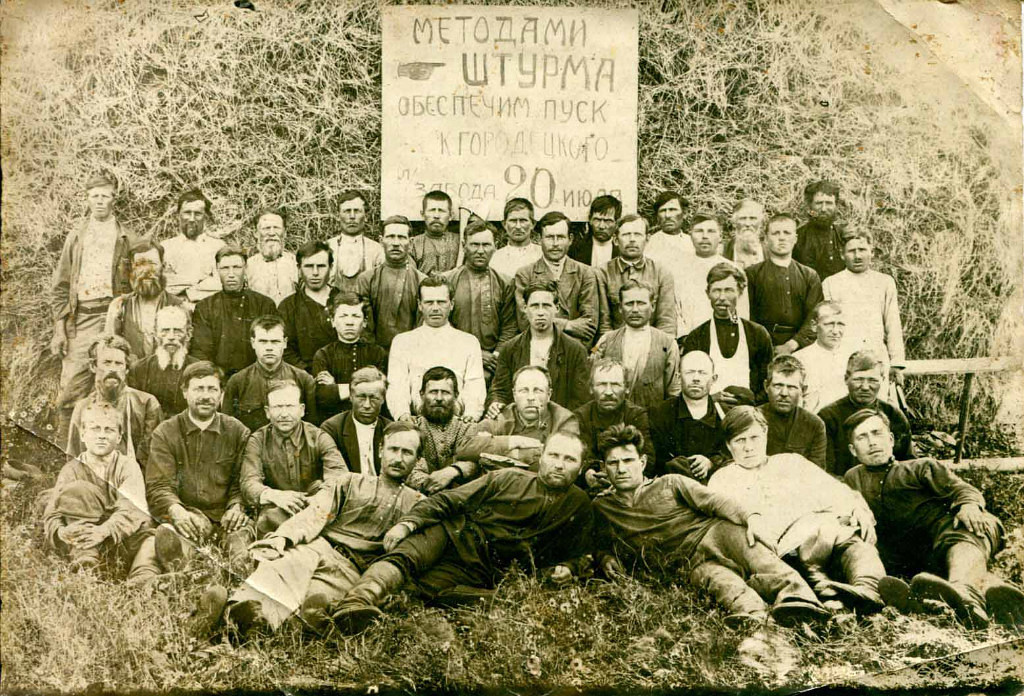 МЕТОДАМИ
ШТУРМА
ОБЕСПЕЧИМ ПУСК
К ГОРОДЕЦКОГО
ЗАВОДА 20 ИЮЛЯ